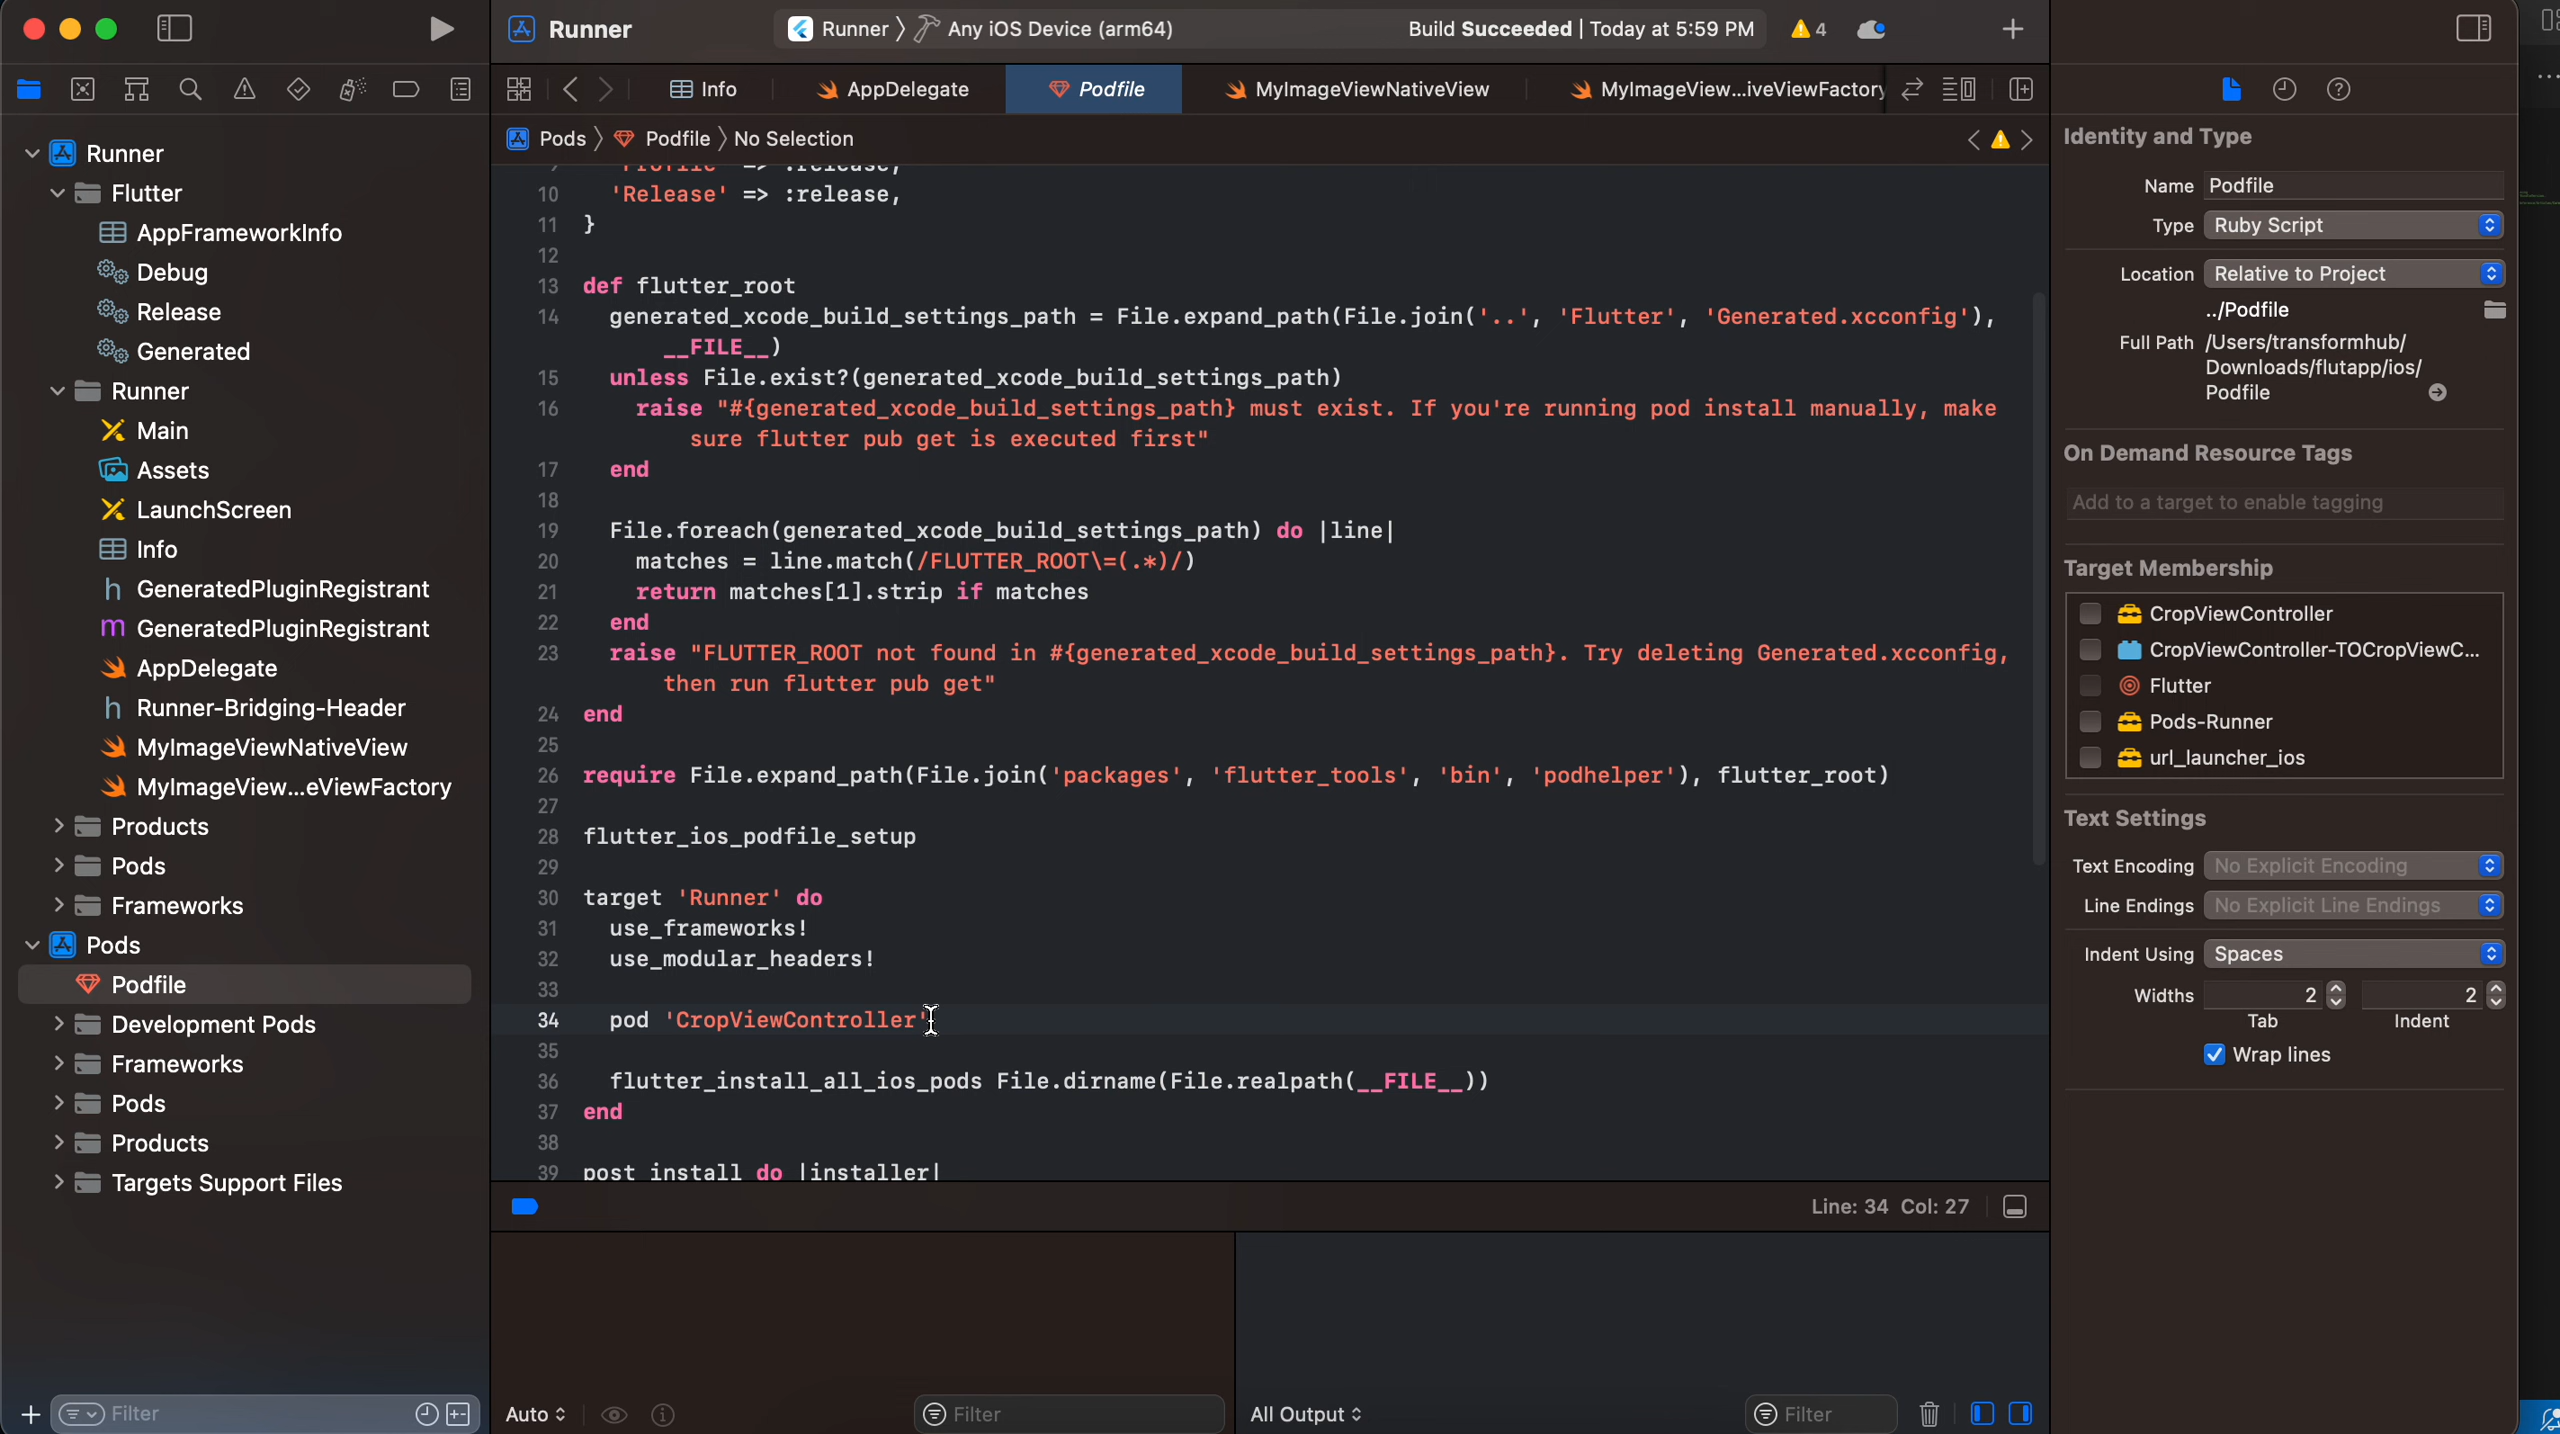 Runner
Runner 〉 Any iOS Device (arm64)
Build Succeeded | Today at 5:59 PM
4
Info
AppDelegate
Podfile
MyImageViewNativeView
MyImageView...iveViewFactory
Pods 〉 Podfile 〉 No Selection
Runner
Flutter
AppFrameworkInfo
Debug
Release
Generated
Runner
Main
Assets
LaunchScreen
Info
h GeneratedPluginRegistrant
m GeneratedPluginRegistrant
AppDelegate
h Runner-Bridging-Header
MyImageViewNativeView
MyImageView...eViewFactory
Products
Pods
Frameworks
Pods
Podfile
Development Pods
Frameworks
Pods
Products
Targets Support Files
Filter
9 'Profile' => :release,
10 'Release' => :release,
11 }
12
13 def flutter_root
14 generated_xcode_build_settings_path = File.expand_path(File.join('..', 'Flutter', 'Generated.xcconfig'),
__FILE__)
15 unless File.exist?(generated_xcode_build_settings_path)
16 raise "#{generated_xcode_build_settings_path} must exist. If you're running pod install manually, make
sure flutter pub get is executed first"
17 end
18
19 File.foreach(generated_xcode_build_settings_path) do |line|
20 matches = line.match(/FLUTTER_ROOT\=(.*)/)
21 return matches[1].strip if matches
22 end
23 raise "FLUTTER_ROOT not found in #{generated_xcode_build_settings_path}. Try deleting Generated.xcconfig,
then run flutter pub get"
24 end
25
26 require File.expand_path(File.join('packages', 'flutter_tools', 'bin', 'podhelper'), flutter_root)
27
28 flutter_ios_podfile_setup
29
30 target 'Runner' do
31 use_frameworks!
32 use_modular_headers!
33
34 pod 'CropViewController'
35
36 flutter_install_all_ios_pods File.dirname(File.realpath(__FILE__))
37 end
38
39 post_install do |installer|
Line: 34 Col: 27
Auto
Filter
All Output
Filter
Identity and Type
Name Podfile
Type Ruby Script
Location Relative to Project
../Podfile
Full Path /Users/transformhub/
Downloads/flutapp/ios/
Podfile
On Demand Resource Tags
Add to a target to enable tagging
Target Membership
CropViewController
CropViewController-TOCropViewC...
Flutter
Pods-Runner
url_launcher_ios
Text Settings
Text Encoding No Explicit Encoding
Line Endings No Explicit Line Endings
Indent Using Spaces
Widths 2 2
Tab Indent
Wrap lines